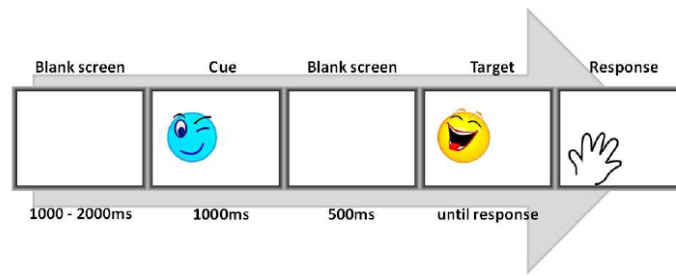 Blank screen Cue Blank screen Target Response
1000 - 2000ms 1000ms 500ms until response